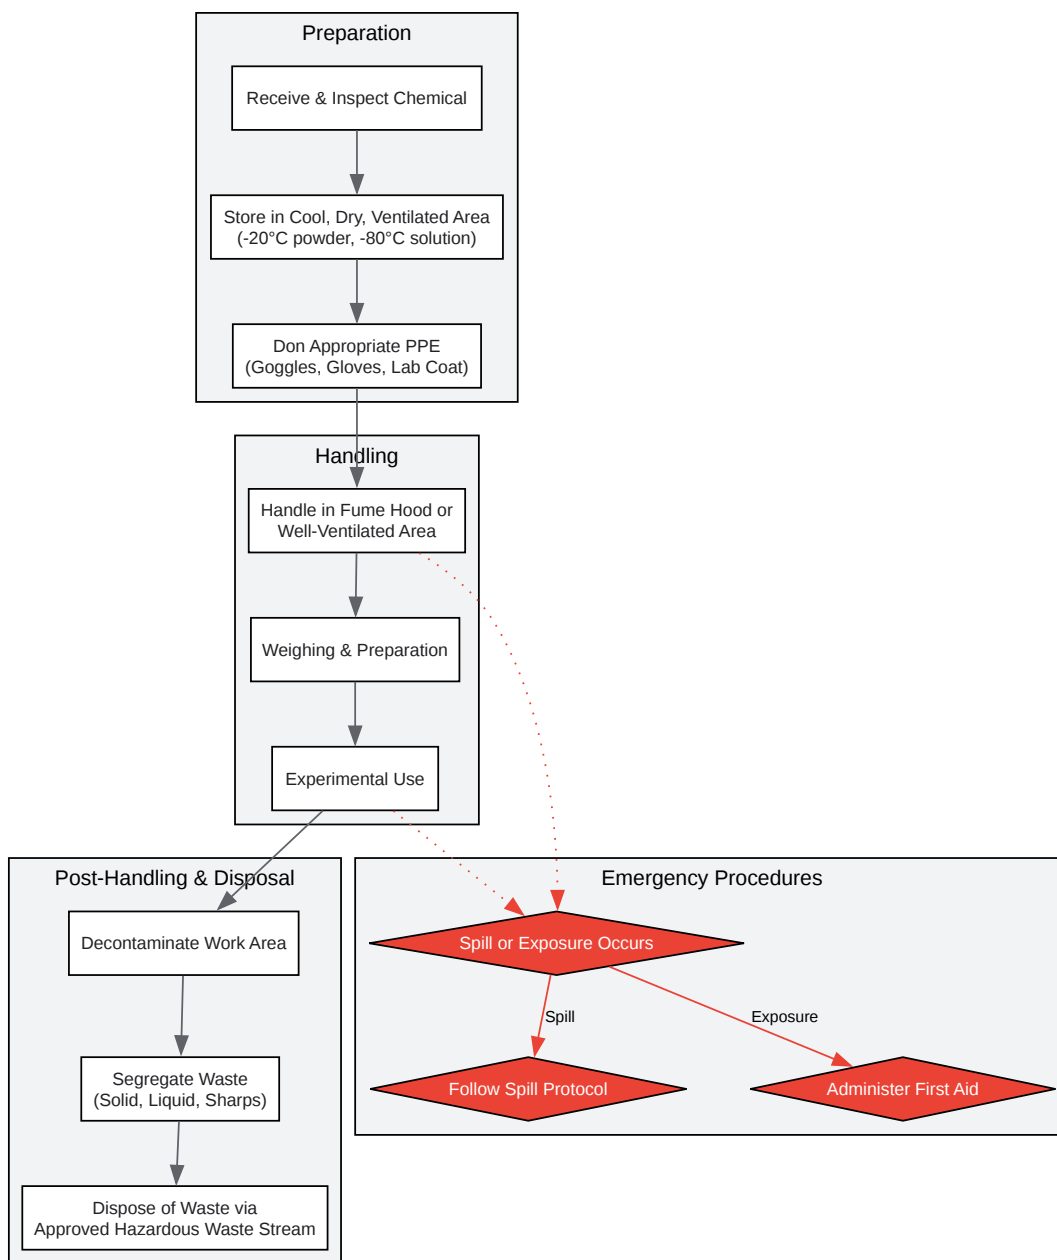 Preparation
Receive & Inspect Chemical
Store in Cool, Dry, Ventilated Area
(-20°C powder, -80°C solution)
Don Appropriate PPE
(Goggles, Gloves, Lab Coat)
Handling
Handle in Fume Hood or
Well-Ventilated Area
Weighing & Preparation
Experimental Use
Post-Handling & Disposal
Decontaminate Work Area
Segregate Waste
(Solid, Liquid, Sharps)
Dispose of Waste via
Approved Hazardous Waste Stream
Emergency Procedures
Spill or Exposure Occurs
Spill
Exposure
Follow Spill Protocol
Administer First Aid